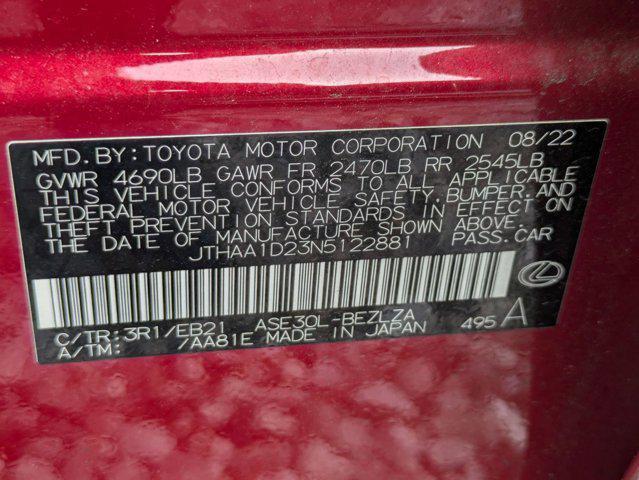 MFD.BY:TOYOTA MOTOR CORPORATION 08/22
GVWR 4690LB GAWR FR 2470LB RR 2545LB
THIS VEHICLE CONFORMS TO ALL APPLICABLE
FEDERAL MOTOR VEHICLE SAFETY,BUMPER,AND
THEFT PREVENTION STANDARDS IN EFFECT ON
THE DATE OF MANUFACTURE SHOWN ABOVE.
JTHAA1D23N5122881 PASS.CAR
C/TR:3R1/EB21 ASE30L-BEZLZA 495 A
A/TM: /AA81E MADE IN JAPAN